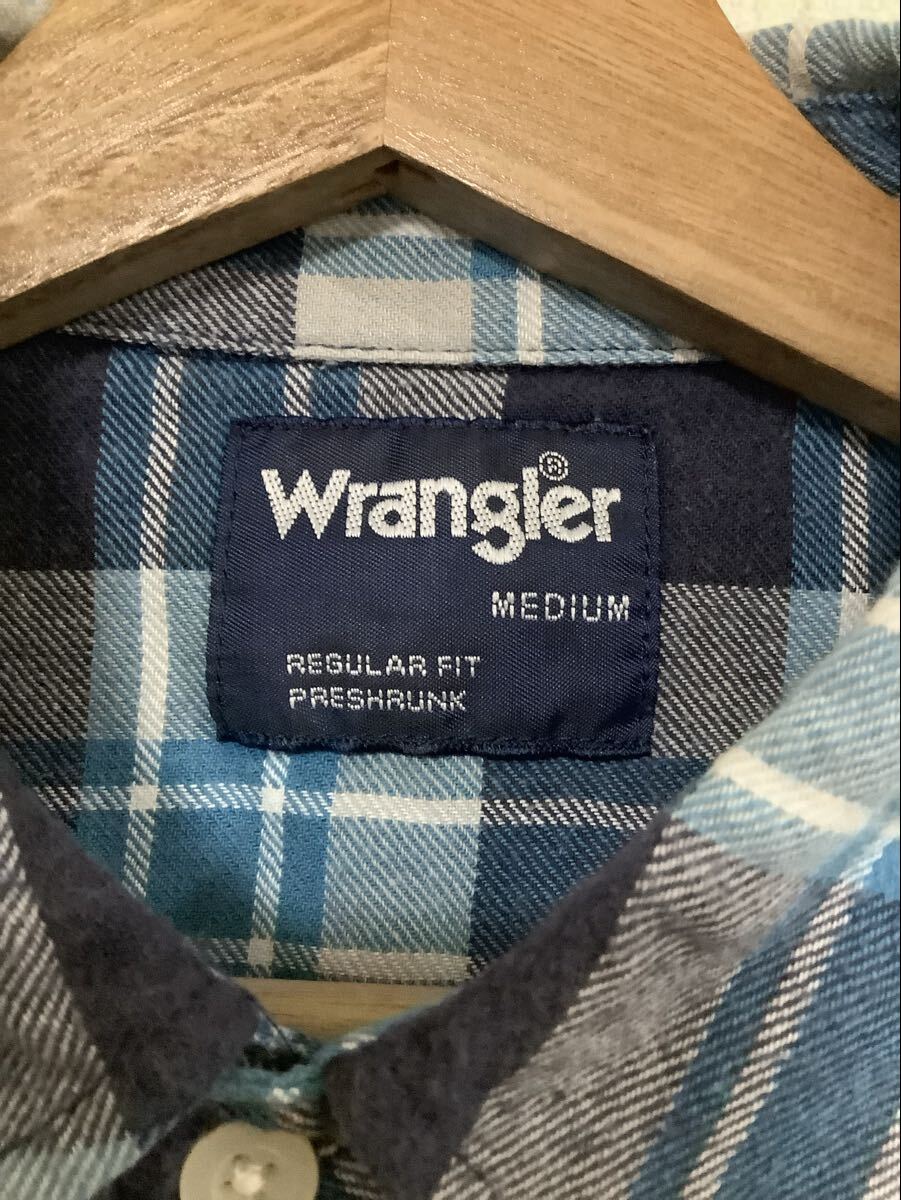 Wrangler®
MEDIUM
REGULAR FIT
PRESHRUNK